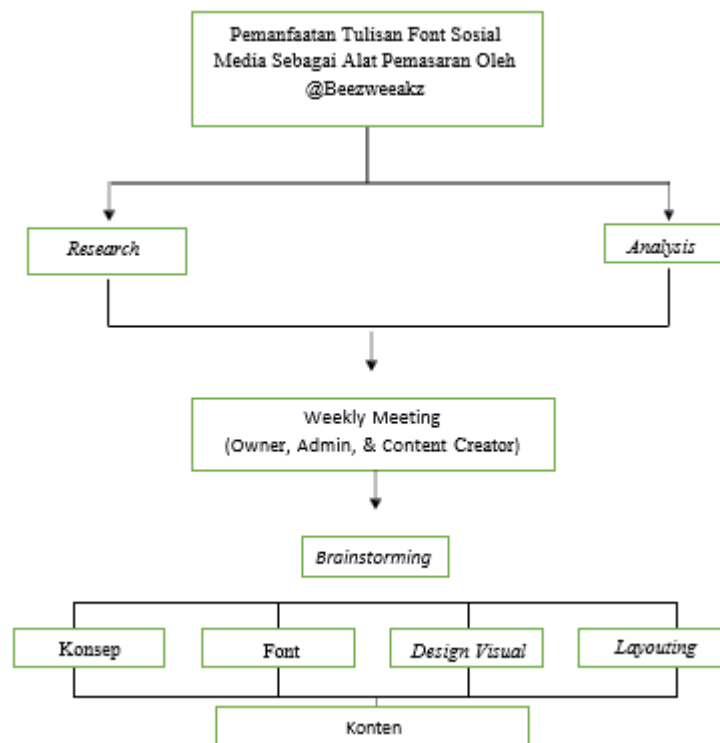 Pemanfaatan Tulisan Font Sosial
Media Sebagai Alat Pemasaran Oleh
@Beezweeakz
Research
Analysis
Weekly Meeting
(Owner, Admin, & Content Creator)
Brainstorming
Konsep
Font
Design Visual
Layouting
Konten